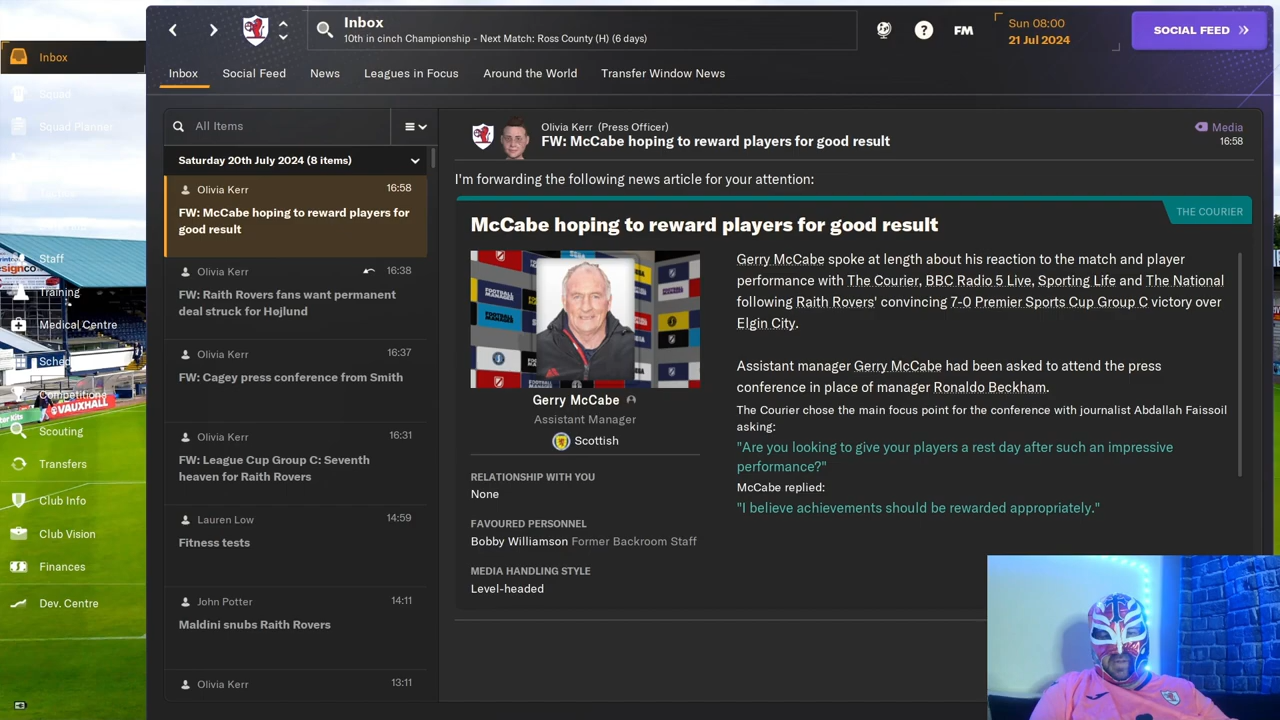 Inbox
10th in cinch Championship - Next Match: Ross County (H) (6 days)
FM
Sun 08:00
21 Jul 2024
SOCIAL FEED
Inbox
Squad
Squad Planner
Staff
Training
Medical Centre
Sched
Competitions
Scouting
Transfers
Club Info
Club Vision
Finances
Dev. Centre
Inbox
Social Feed
News
Leagues in Focus
Around the World
Transfer Window News
All Items
Saturday 20th July 2024 (8 items)
Olivia Kerr
16:58
FW: McCabe hoping to reward players for
good result
Olivia Kerr
16:38
FW: Raith Rovers fans want permanent
deal struck for Højlund
Olivia Kerr
16:37
FW: Cagey press conference from Smith
Olivia Kerr
16:31
FW: League Cup Group C: Seventh
heaven for Raith Rovers
Lauren Low
14:59
Fitness tests
John Potter
14:11
Maldini snubs Raith Rovers
Olivia Kerr
13:11
Olivia Kerr (Press Officer)
FW: McCabe hoping to reward players for good result
Media
16:58
I'm forwarding the following news article for your attention:
THE COURIER
McCabe hoping to reward players for good result
Gerry McCabe
Assistant Manager
Scottish
RELATIONSHIP WITH YOU
None
FAVOURED PERSONNEL
Bobby Williamson Former Backroom Staff
MEDIA HANDLING STYLE
Level-headed
Gerry McCabe spoke at length about his reaction to the match and player
performance with The Courier, BBC Radio 5 Live, Sporting Life and The National
following Raith Rovers' convincing 7-0 Premier Sports Cup Group C victory over
Elgin City.
Assistant manager Gerry McCabe had been asked to attend the press
conference in place of manager Ronaldo Beckham.
The Courier chose the main focus point for the conference with journalist Abdallah Faissoil
asking:
"Are you looking to give your players a rest day after such an impressive
performance?"
McCabe replied:
"I believe achievements should be rewarded appropriately."
VAUXHALL